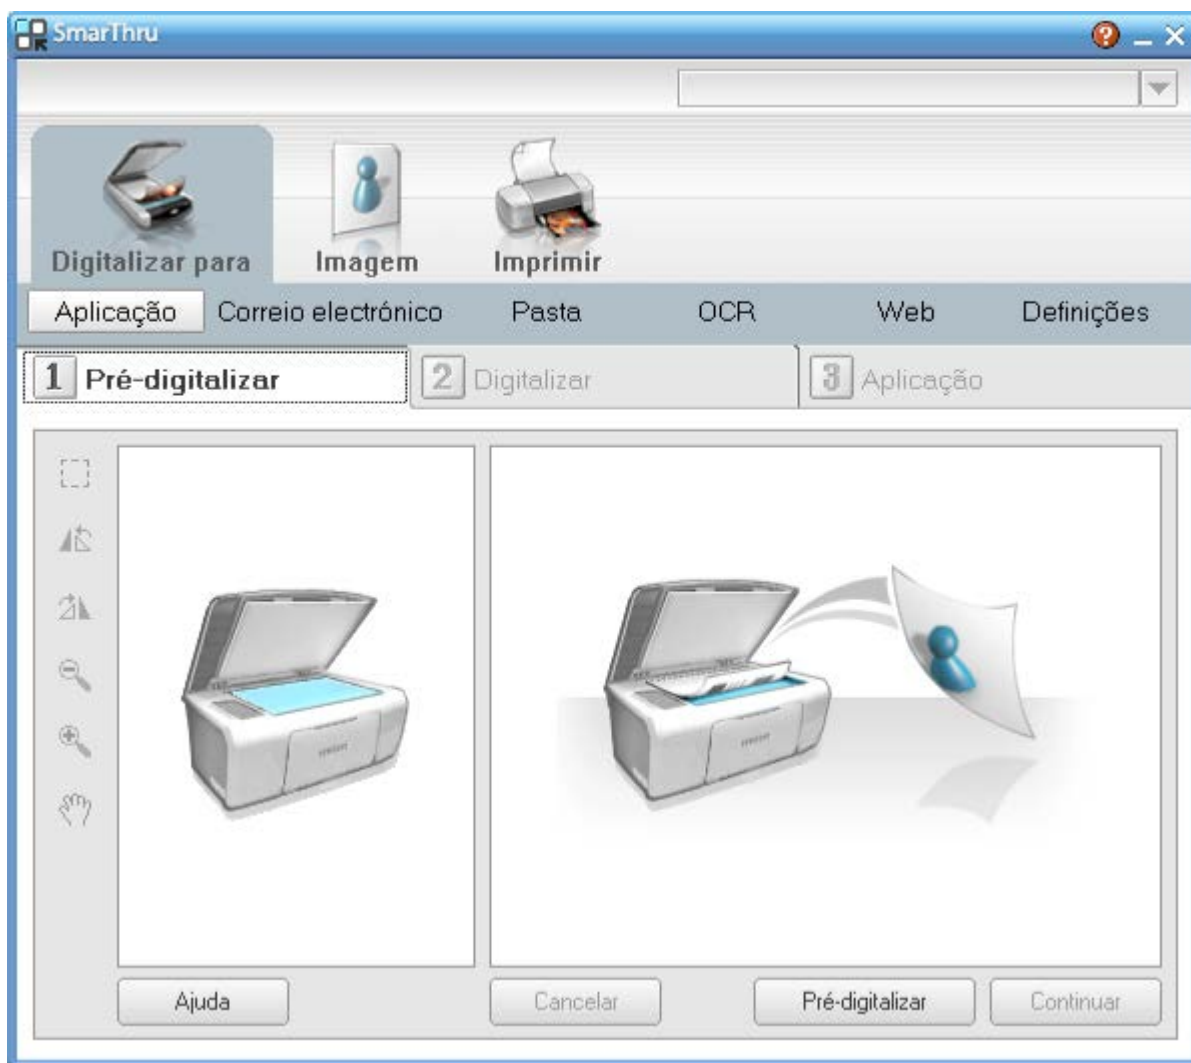 SmarThru
Digitalizar para
Imagem
Imprimir
Aplicação
Correio electrónico
Pasta
OCR
Web
Definições
1 Pré-digitalizar
2 Digitalizar
3 Aplicação
Ajuda
Cancelar
Pré-digitalizar
Continuar